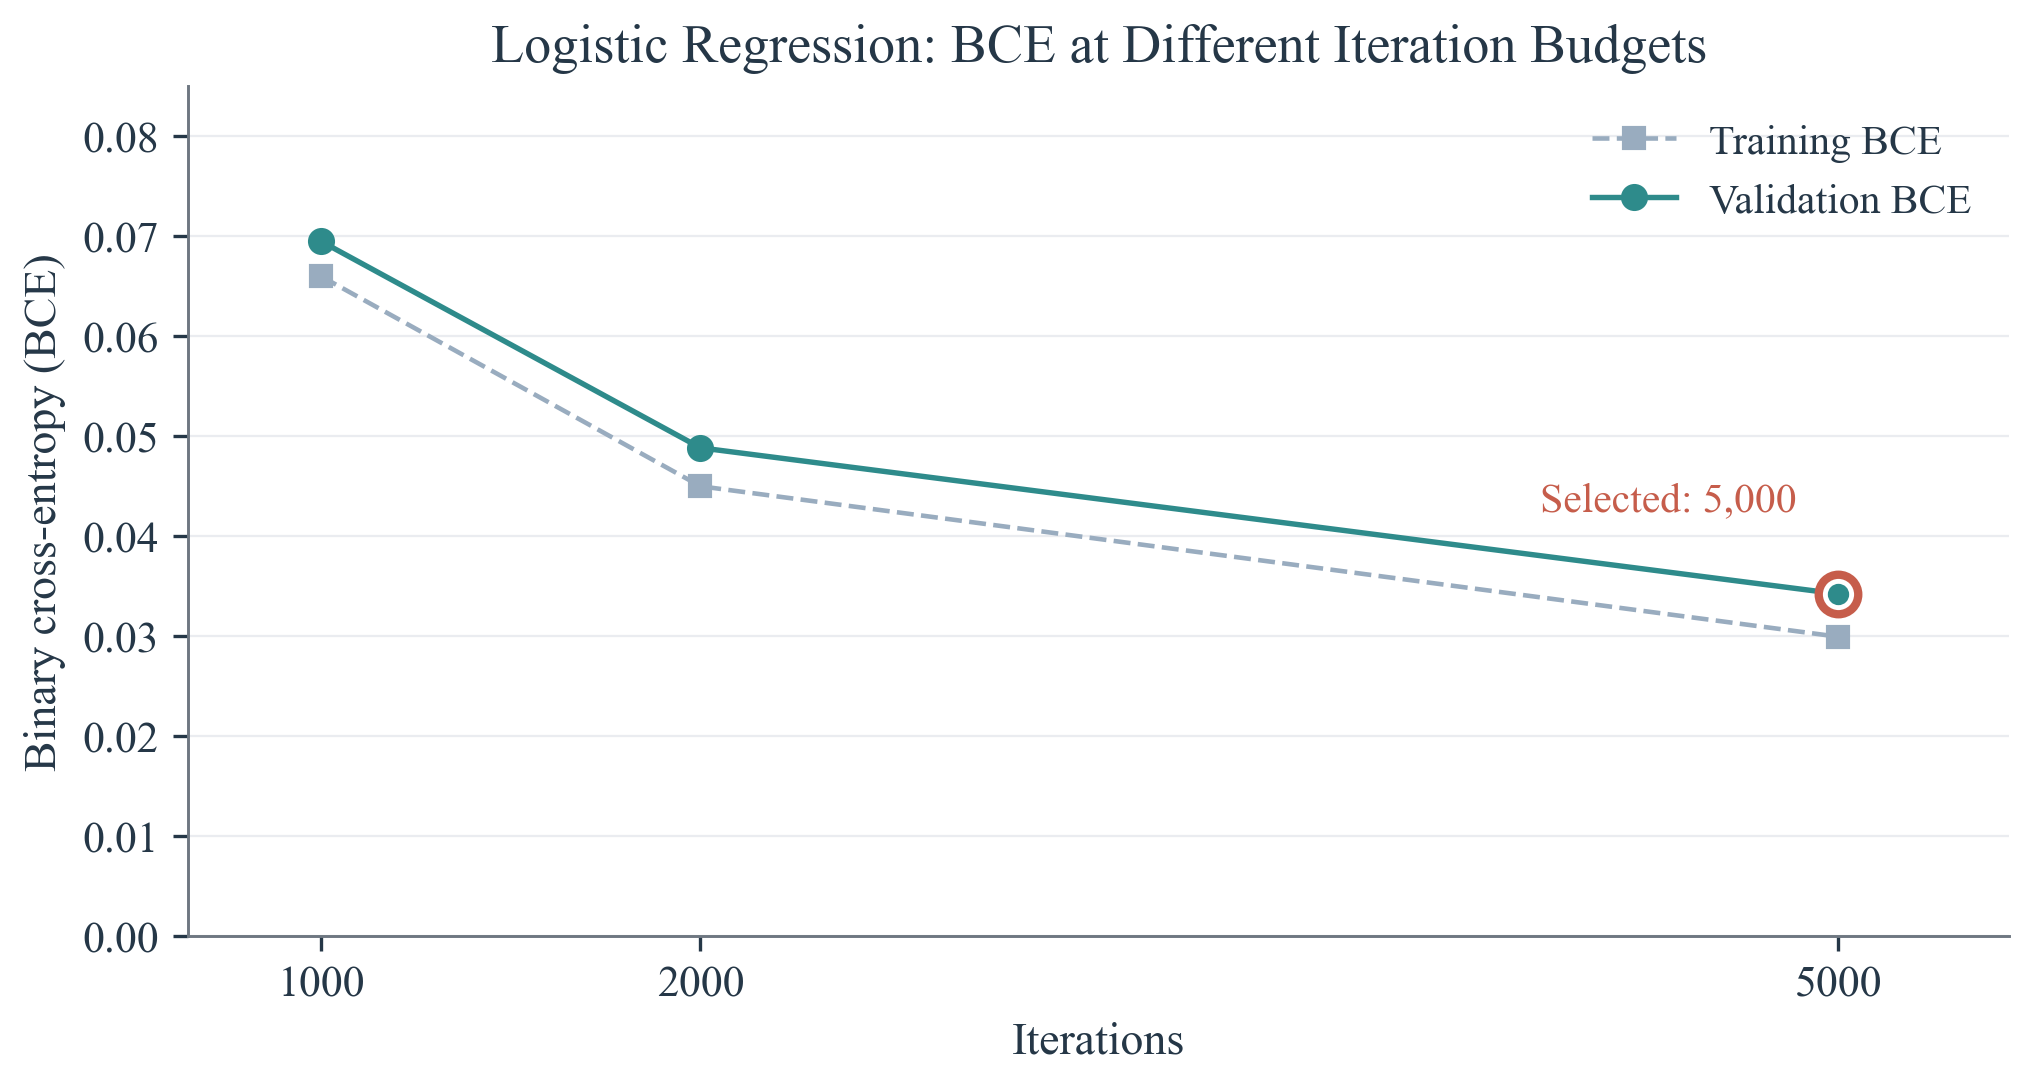 Logistic Regression: BCE at Different Iteration Budgets
Training BCE
Validation BCE
Selected: 5,000
Binary cross-entropy (BCE)
0.08
0.07
0.06
0.05
0.04
0.03
0.02
0.01
0.00
1000 2000 5000
Iterations